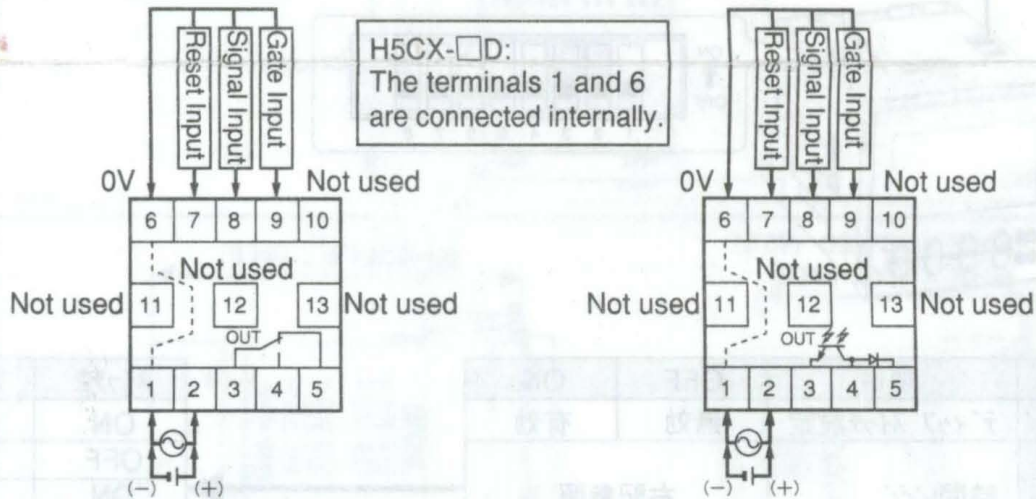 Reset Input
Signal Input
Gate Input
H5CX-□D:
The terminals 1 and 6
are connected internally.
0V
Not used
6 7 8 9 10
Not used
Not used
11 12 13
Not used
OUT
1 2 3 4 5
(−) (+)
Reset Input
Signal Input
Gate Input
0V
Not used
6 7 8 9 10
Not used
Not used
11 12 13
Not used
OUT
1 2 3 4 5
(−) (+)